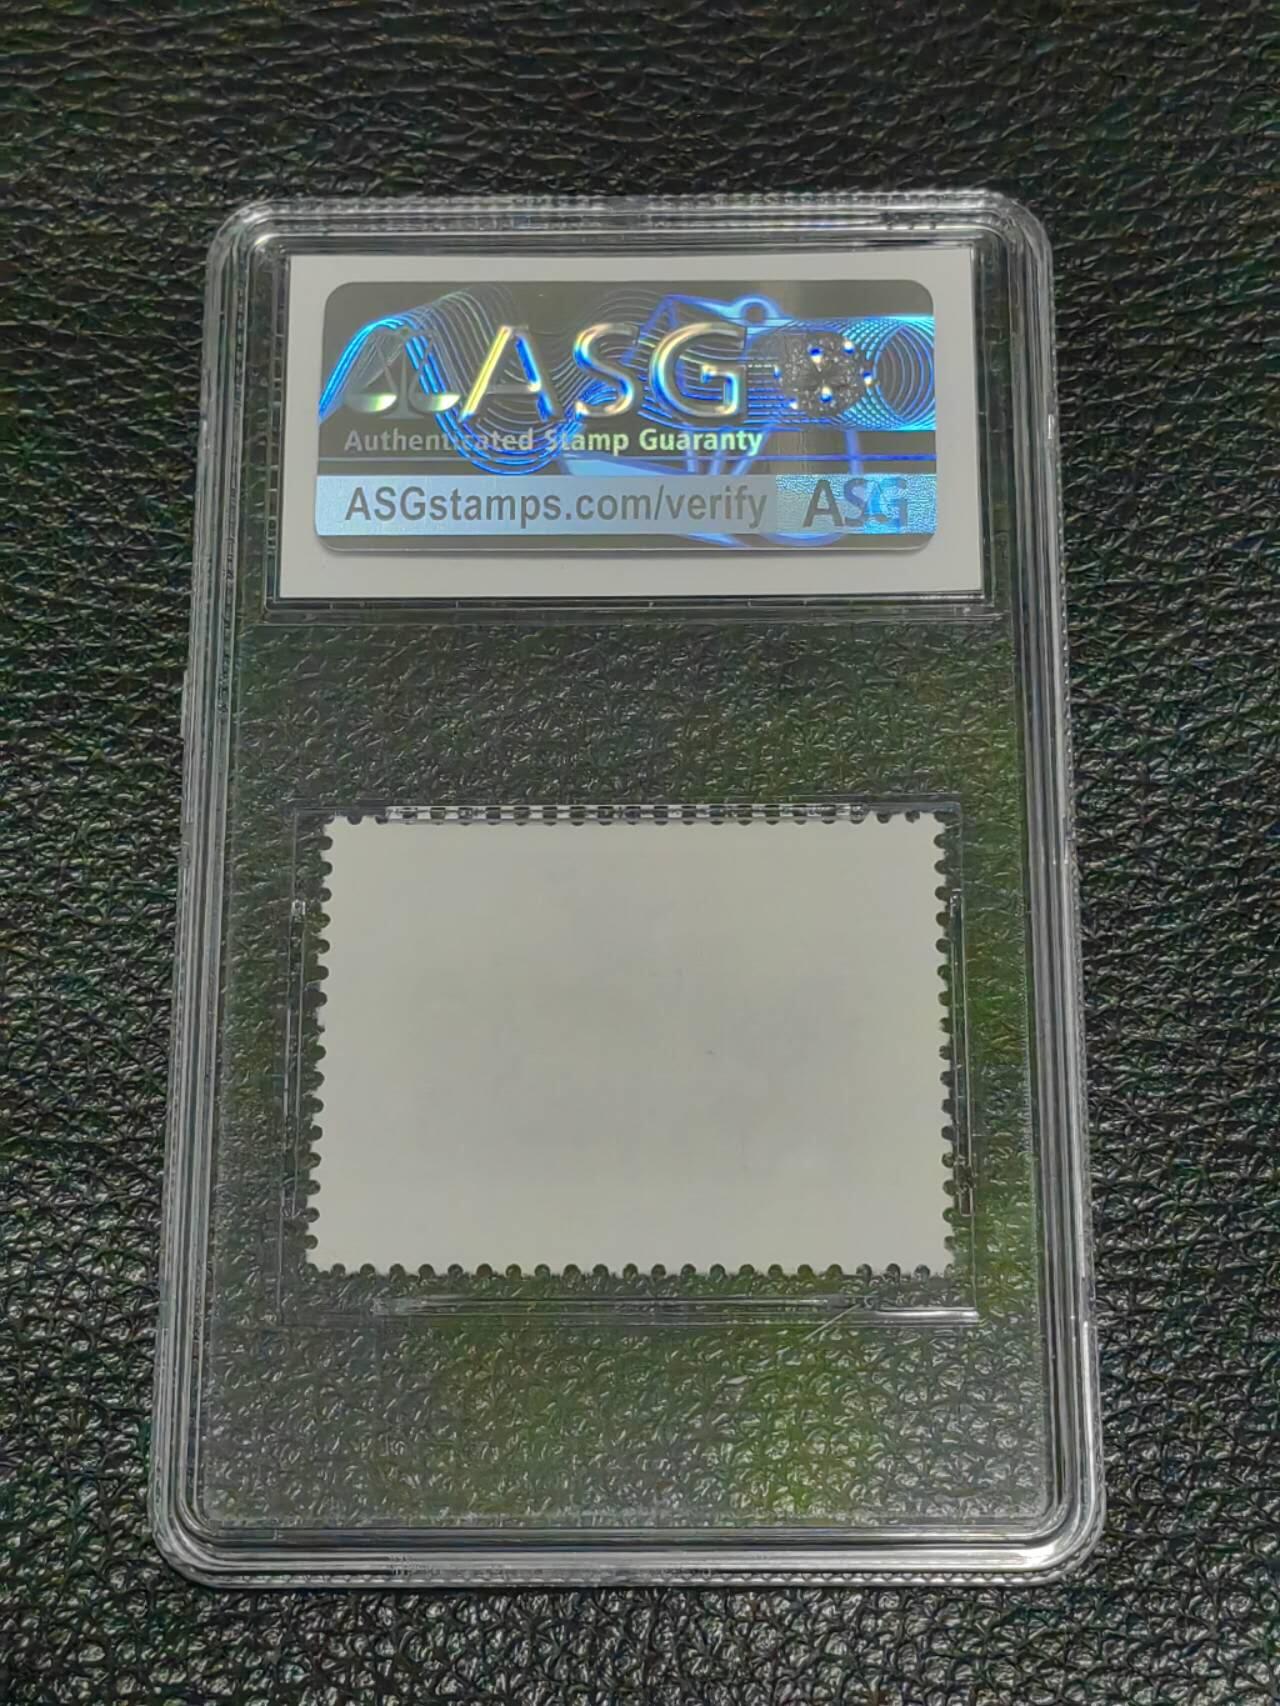 ASG
Authenticated Stamp Guaranty
ASGstamps.com/verify ASG